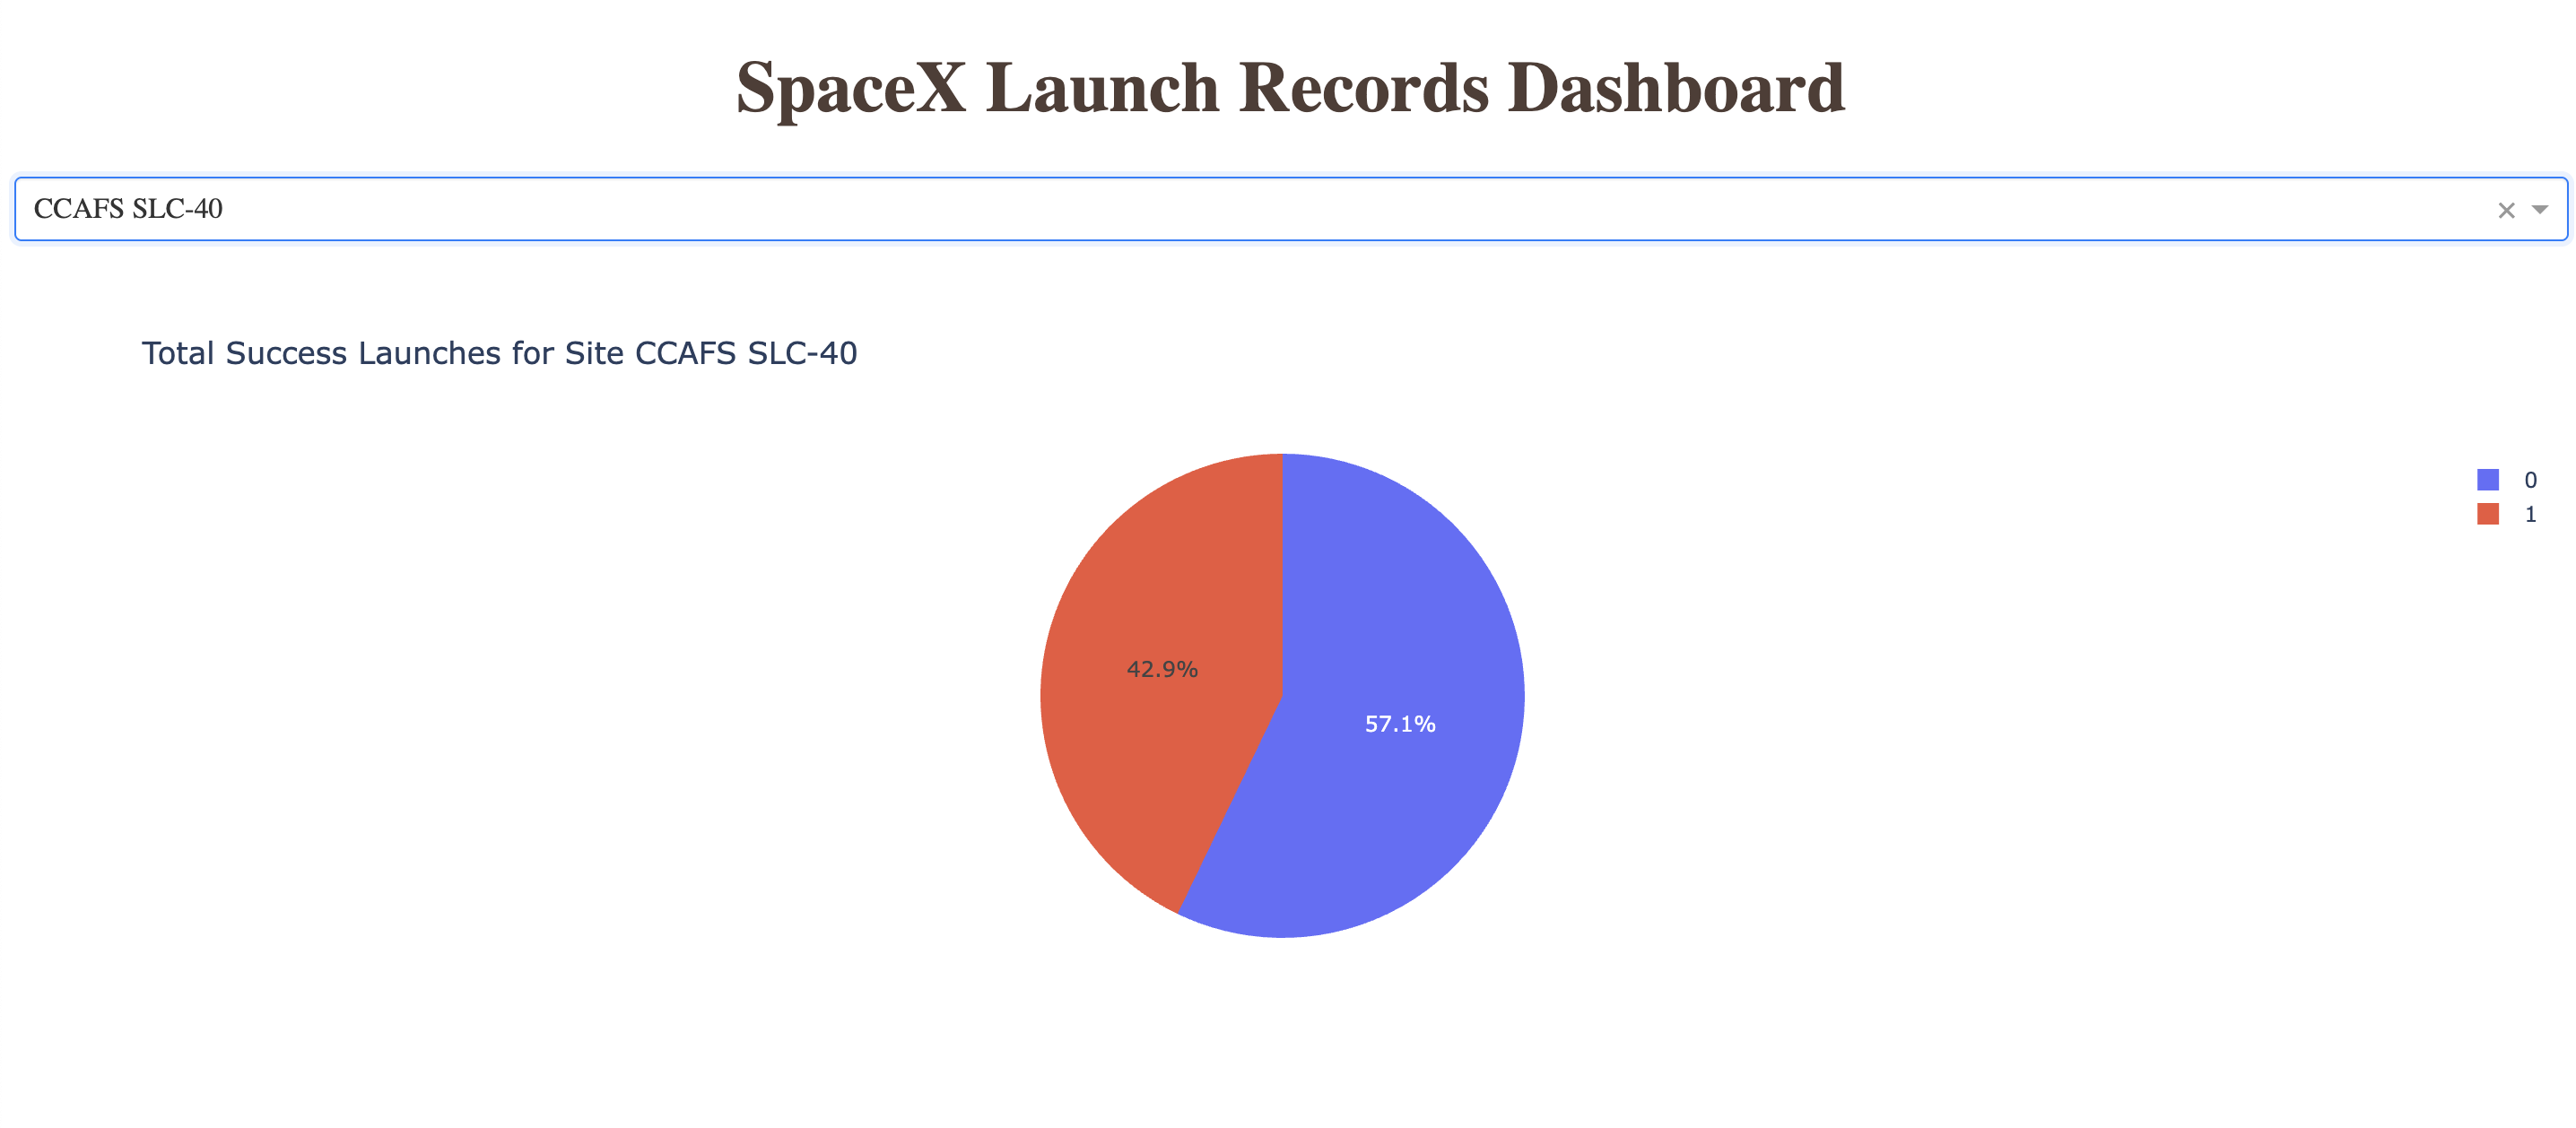 SpaceX Launch Records Dashboard
CCAFS SLC-40
Total Success Launches for Site CCAFS SLC-40
0
1
42.9%
57.1%